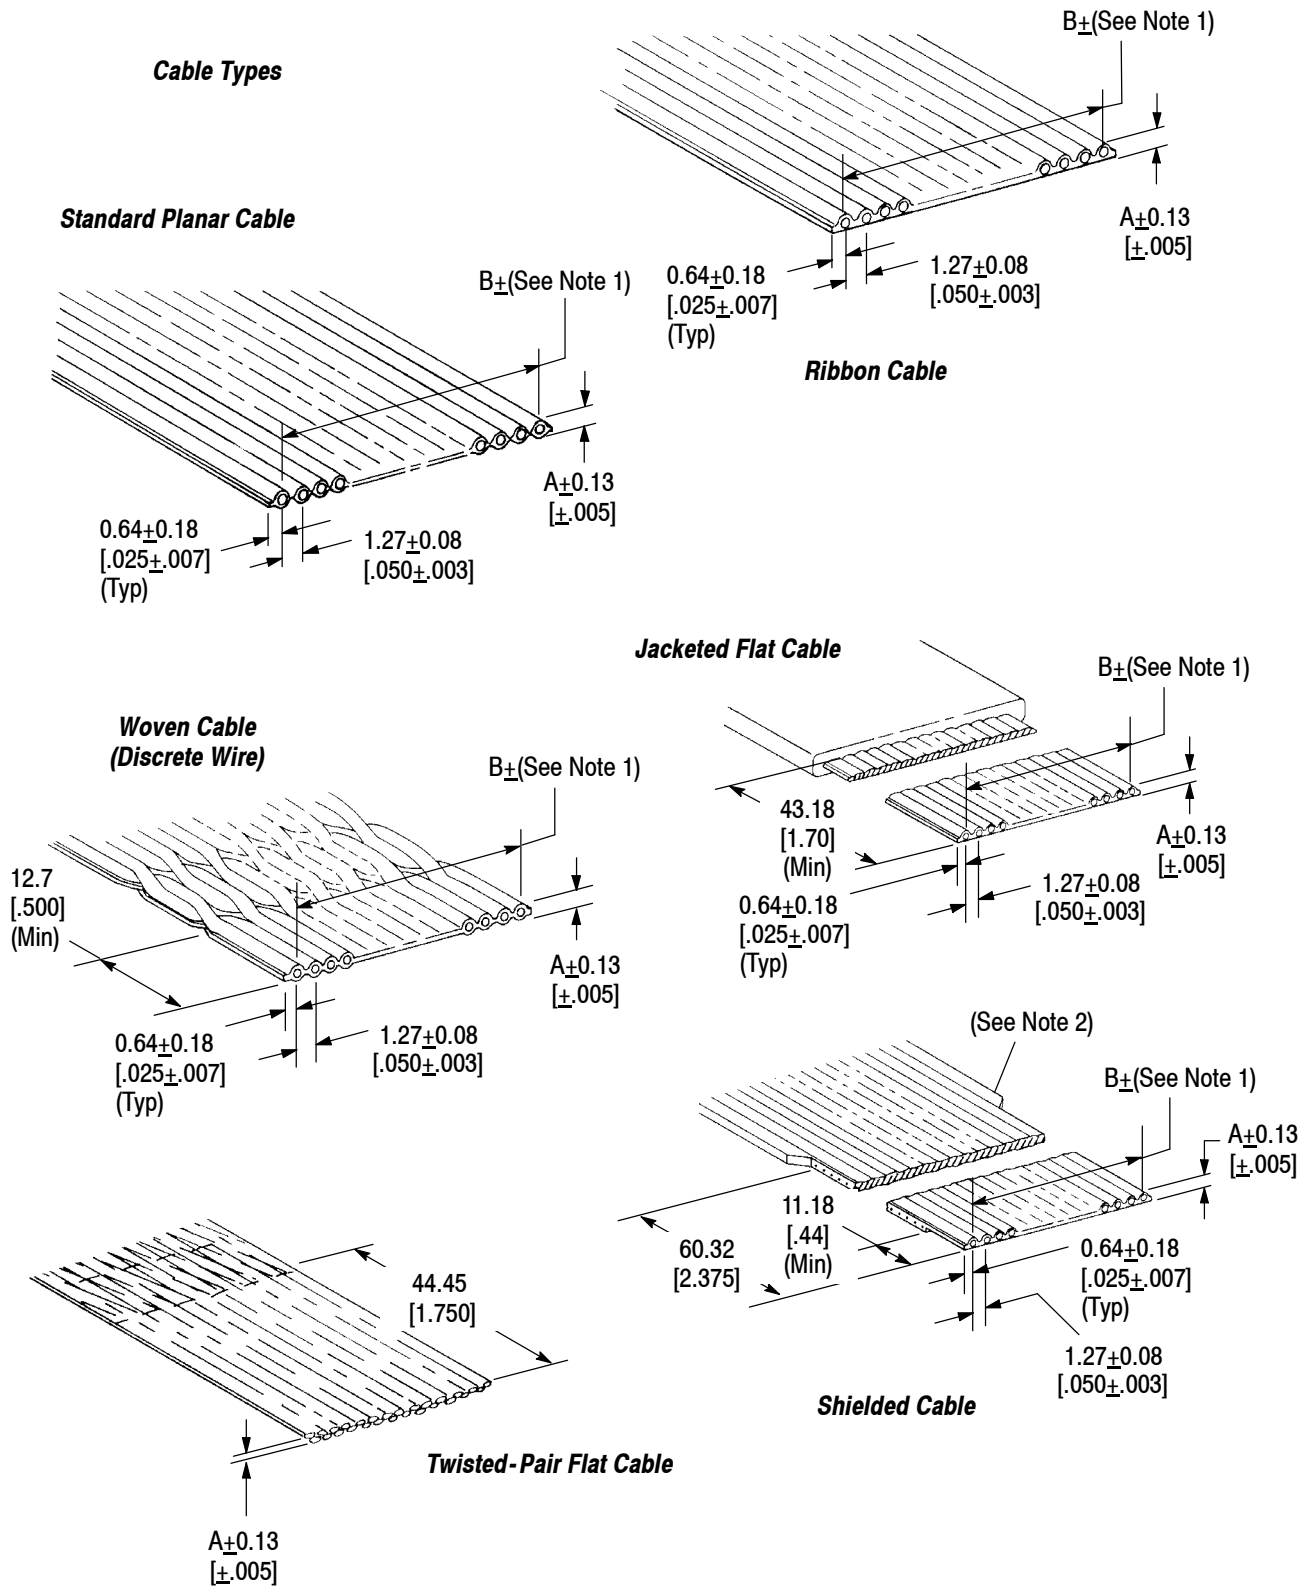 Cable Types
B±(See Note 1)
A±0.13
[±.005]
0.64±0.18
[.025±.007]
(Typ)
1.27±0.08
[.050±.003]
Ribbon Cable
Standard Planar Cable
B±(See Note 1)
A±0.13
[±.005]
0.64±0.18
[.025±.007]
(Typ)
1.27±0.08
[.050±.003]
Jacketed Flat Cable
B±(See Note 1)
43.18
[1.70]
(Min)
A±0.13
[±.005]
0.64±0.18
[.025±.007]
(Typ)
1.27±0.08
[.050±.003]
Woven Cable
(Discrete Wire)
B±(See Note 1)
12.7
[.500]
(Min)
A±0.13
[±.005]
0.64±0.18
[.025±.007]
(Typ)
1.27±0.08
[.050±.003]
(See Note 2)
B±(See Note 1)
A±0.13
[±.005]
11.18
[.44]
(Min)
60.32
[2.375]
0.64±0.18
[.025±.007]
(Typ)
1.27±0.08
[.050±.003]
Shielded Cable
44.45
[1.750]
Twisted-Pair Flat Cable
A±0.13
[±.005]